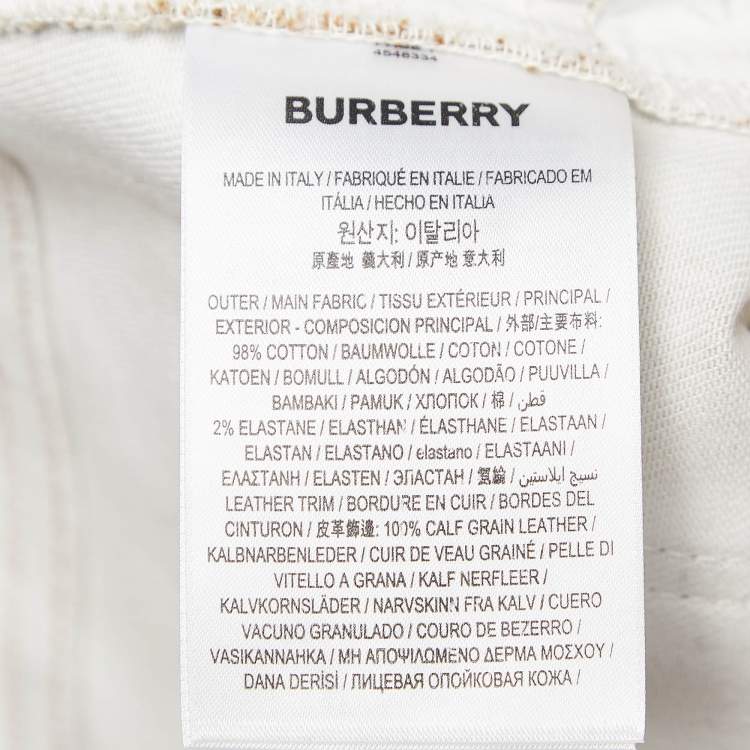 4548334
BURBERRY
MADE IN ITALY / FABRIQUÉ EN ITALIE / FABRICADO EM
ITÁLIA / HECHO EN ITALIA
원산지: 이탈리아
原產地 義大利 / 原产地 意大利
OUTER / MAIN FABRIC / TISSU EXTÉRIEUR / PRINCIPAL /
EXTERIOR - COMPOSICION PRINCIPAL / 外部/主要布料:
98% COTTON / BAUMWOLLE / COTON / COTONE /
KATOEN / BOMULL / ALGODÓN / ALGODÃO / PUUVILLA /
BAMBAKI / PAMUK / ХЛОПОК / 棉 / قطن
2% ELASTANE / ELASTHAN / ÉLASTHANE / ELASTAAN /
ELASTAN / ELASTANO / elastano / ELASTAANI /
ΕΛΑΣΤΑΝΗ / ELASTEN / ЭЛАСТАН / 氨綸 / نسيج ايلاستين
LEATHER TRIM / BORDURE EN CUIR / BORDES DEL
CINTURON / 皮革飾邊: 100% CALF GRAIN LEATHER /
KALBNARBENLEDER / CUIR DE VEAU GRAINÉ / PELLE DI
VITELLO A GRANA / KALF NERFLEER /
KALVKORNSLÄDER / NARVSKINN FRA KALV / CUERO
VACUNO GRANULADO / COURO DE BEZERRO /
VASIKANNAHKA / ΜΗ ΑΠΟΨΙΛΩΜΕΝΟ ΔΕΡΜΑ ΜΟΣΧΟΥ /
DANA DERİSİ / ЛИЦЕВАЯ ОПОЙКОВАЯ КОЖА /